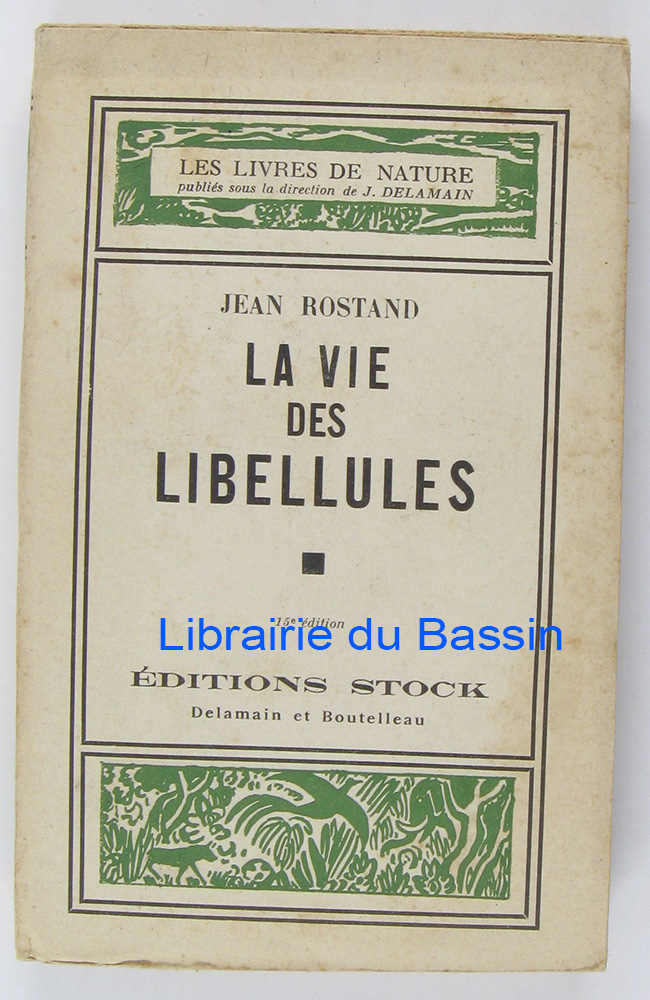 LES LIVRES DE NATURE
publiés sous la direction de J. DELAMAIN
JEAN ROSTAND
LA VIE
DES
LIBELLULES
15e édition
Librairie du Bassin
ÉDITIONS STOCK
Delamain et Boutelleau